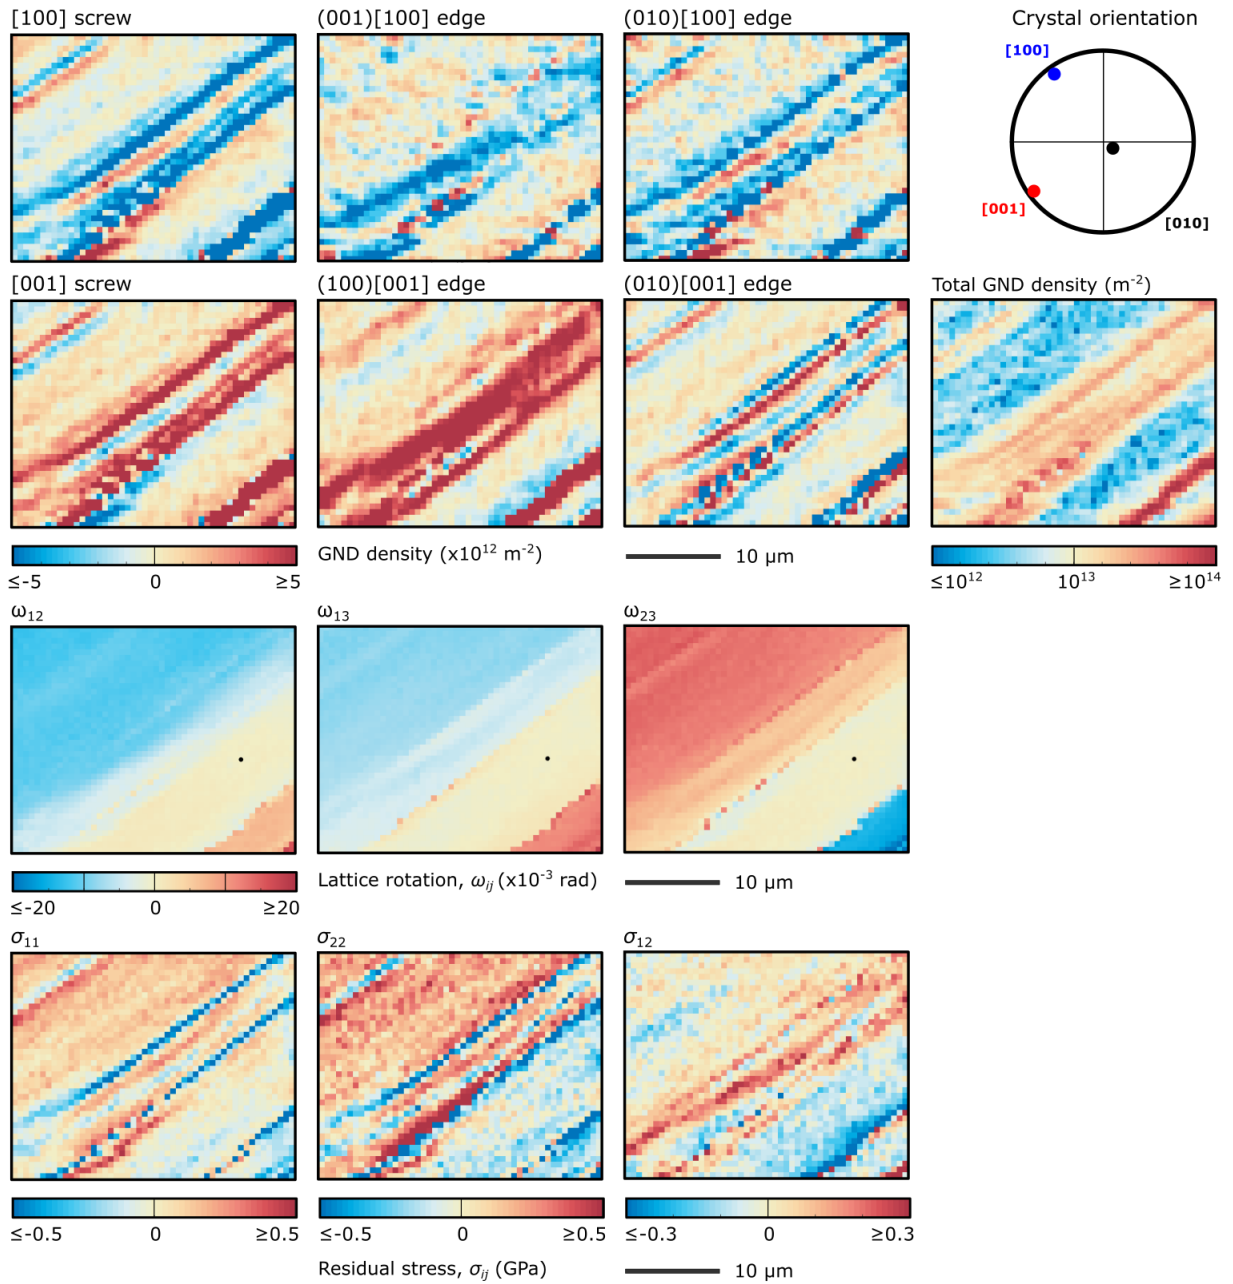 [100] screw
(001)[100] edge
(010)[100] edge
Crystal orientation
[100]
[001]
[010]
[001] screw
(100)[001] edge
(010)[001] edge
Total GND density (m⁻²)
≤-5 0 ≥5
GND density (x10¹² m⁻²)
10 µm
≤10¹² 10¹³ ≥10¹⁴
ω₁₂
ω₁₃
ω₂₃
≤-20 0 ≥20
Lattice rotation, ωᵢⱼ (x10⁻³ rad)
10 µm
σ₁₁
σ₂₂
σ₁₂
≤-0.5 0 ≥0.5
≤-0.5 0 ≥0.5
≤-0.3 0 ≥0.3
Residual stress, σᵢⱼ (GPa)
10 µm